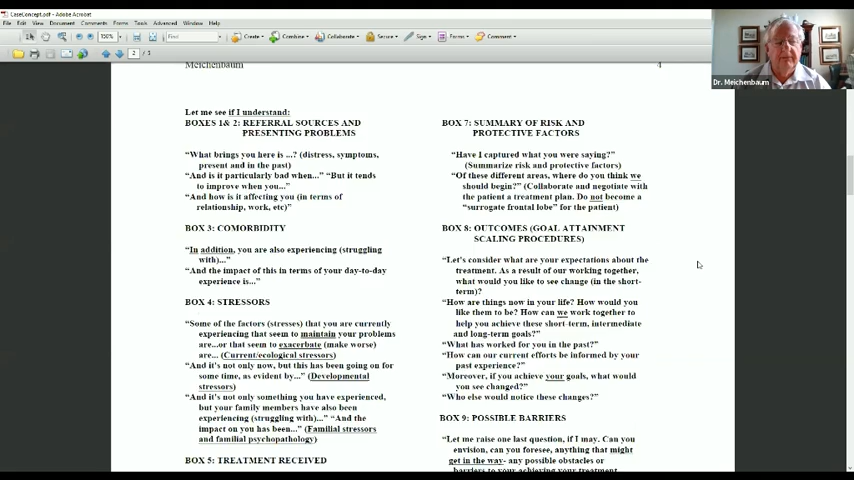 CaseConcept.pdf - Adobe Acrobat
File Edit View Document Comments Forms Tools Advanced Window Help
150% Find Create Combine Collaborate Secure Sign Forms Comment
2 / 5
Meichenbaum 4
Dr. Meichenbaum
Let me see if I understand:
BOXES 1& 2: REFERRAL SOURCES AND
PRESENTING PROBLEMS
"What brings you here is ...? (distress, symptoms,
present and in the past)
"And is it particularly bad when..." "But it tends
to improve when you..."
"And how is it affecting you (in terms of
relationship, work, etc)"
BOX 3: COMORBIDITY
"In addition, you are also experiencing (struggling
with)..."
"And the impact of this in terms of your day-to-day
experience is..."
BOX 4: STRESSORS
"Some of the factors (stresses) that you are currently
experiencing that seem to maintain your problems
are...or that seem to exacerbate (make worse)
are... (Current/ecological stressors)
"And it's not only now, but this has been going on for
some time, as evident by..." (Developmental
stressors)
"And it's not only something you have experienced,
but your family members have also been
experiencing (struggling with)..." "And the
impact on you has been..." (Familial stressors
and familial psychopathology)
BOX 5: TREATMENT RECEIVED
BOX 7: SUMMARY OF RISK AND
PROTECTIVE FACTORS
"Have I captured what you were saying?"
(Summarize risk and protective factors)
"Of these different areas, where do you think we
should begin?" (Collaborate and negotiate with
the patient a treatment plan. Do not become a
"surrogate frontal lobe" for the patient)
BOX 8: OUTCOMES (GOAL ATTAINMENT
SCALING PROCEDURES)
"Let's consider what are your expectations about the
treatment. As a result of our working together,
what would you like to see change (in the short-
term)?
"How are things now in your life? How would you
like them to be? How can we work together to
help you achieve these short-term, intermediate
and long-term goals?"
"What has worked for you in the past?"
"How can our current efforts be informed by your
past experience?"
"Moreover, if you achieve your goals, what would
you see changed?"
"Who else would notice these changes?"
BOX 9: POSSIBLE BARRIERS
"Let me raise one last question, if I may. Can you
envision, can you foresee, anything that might
get in the way- any possible obstacles or
barriers to your achieving your treatment